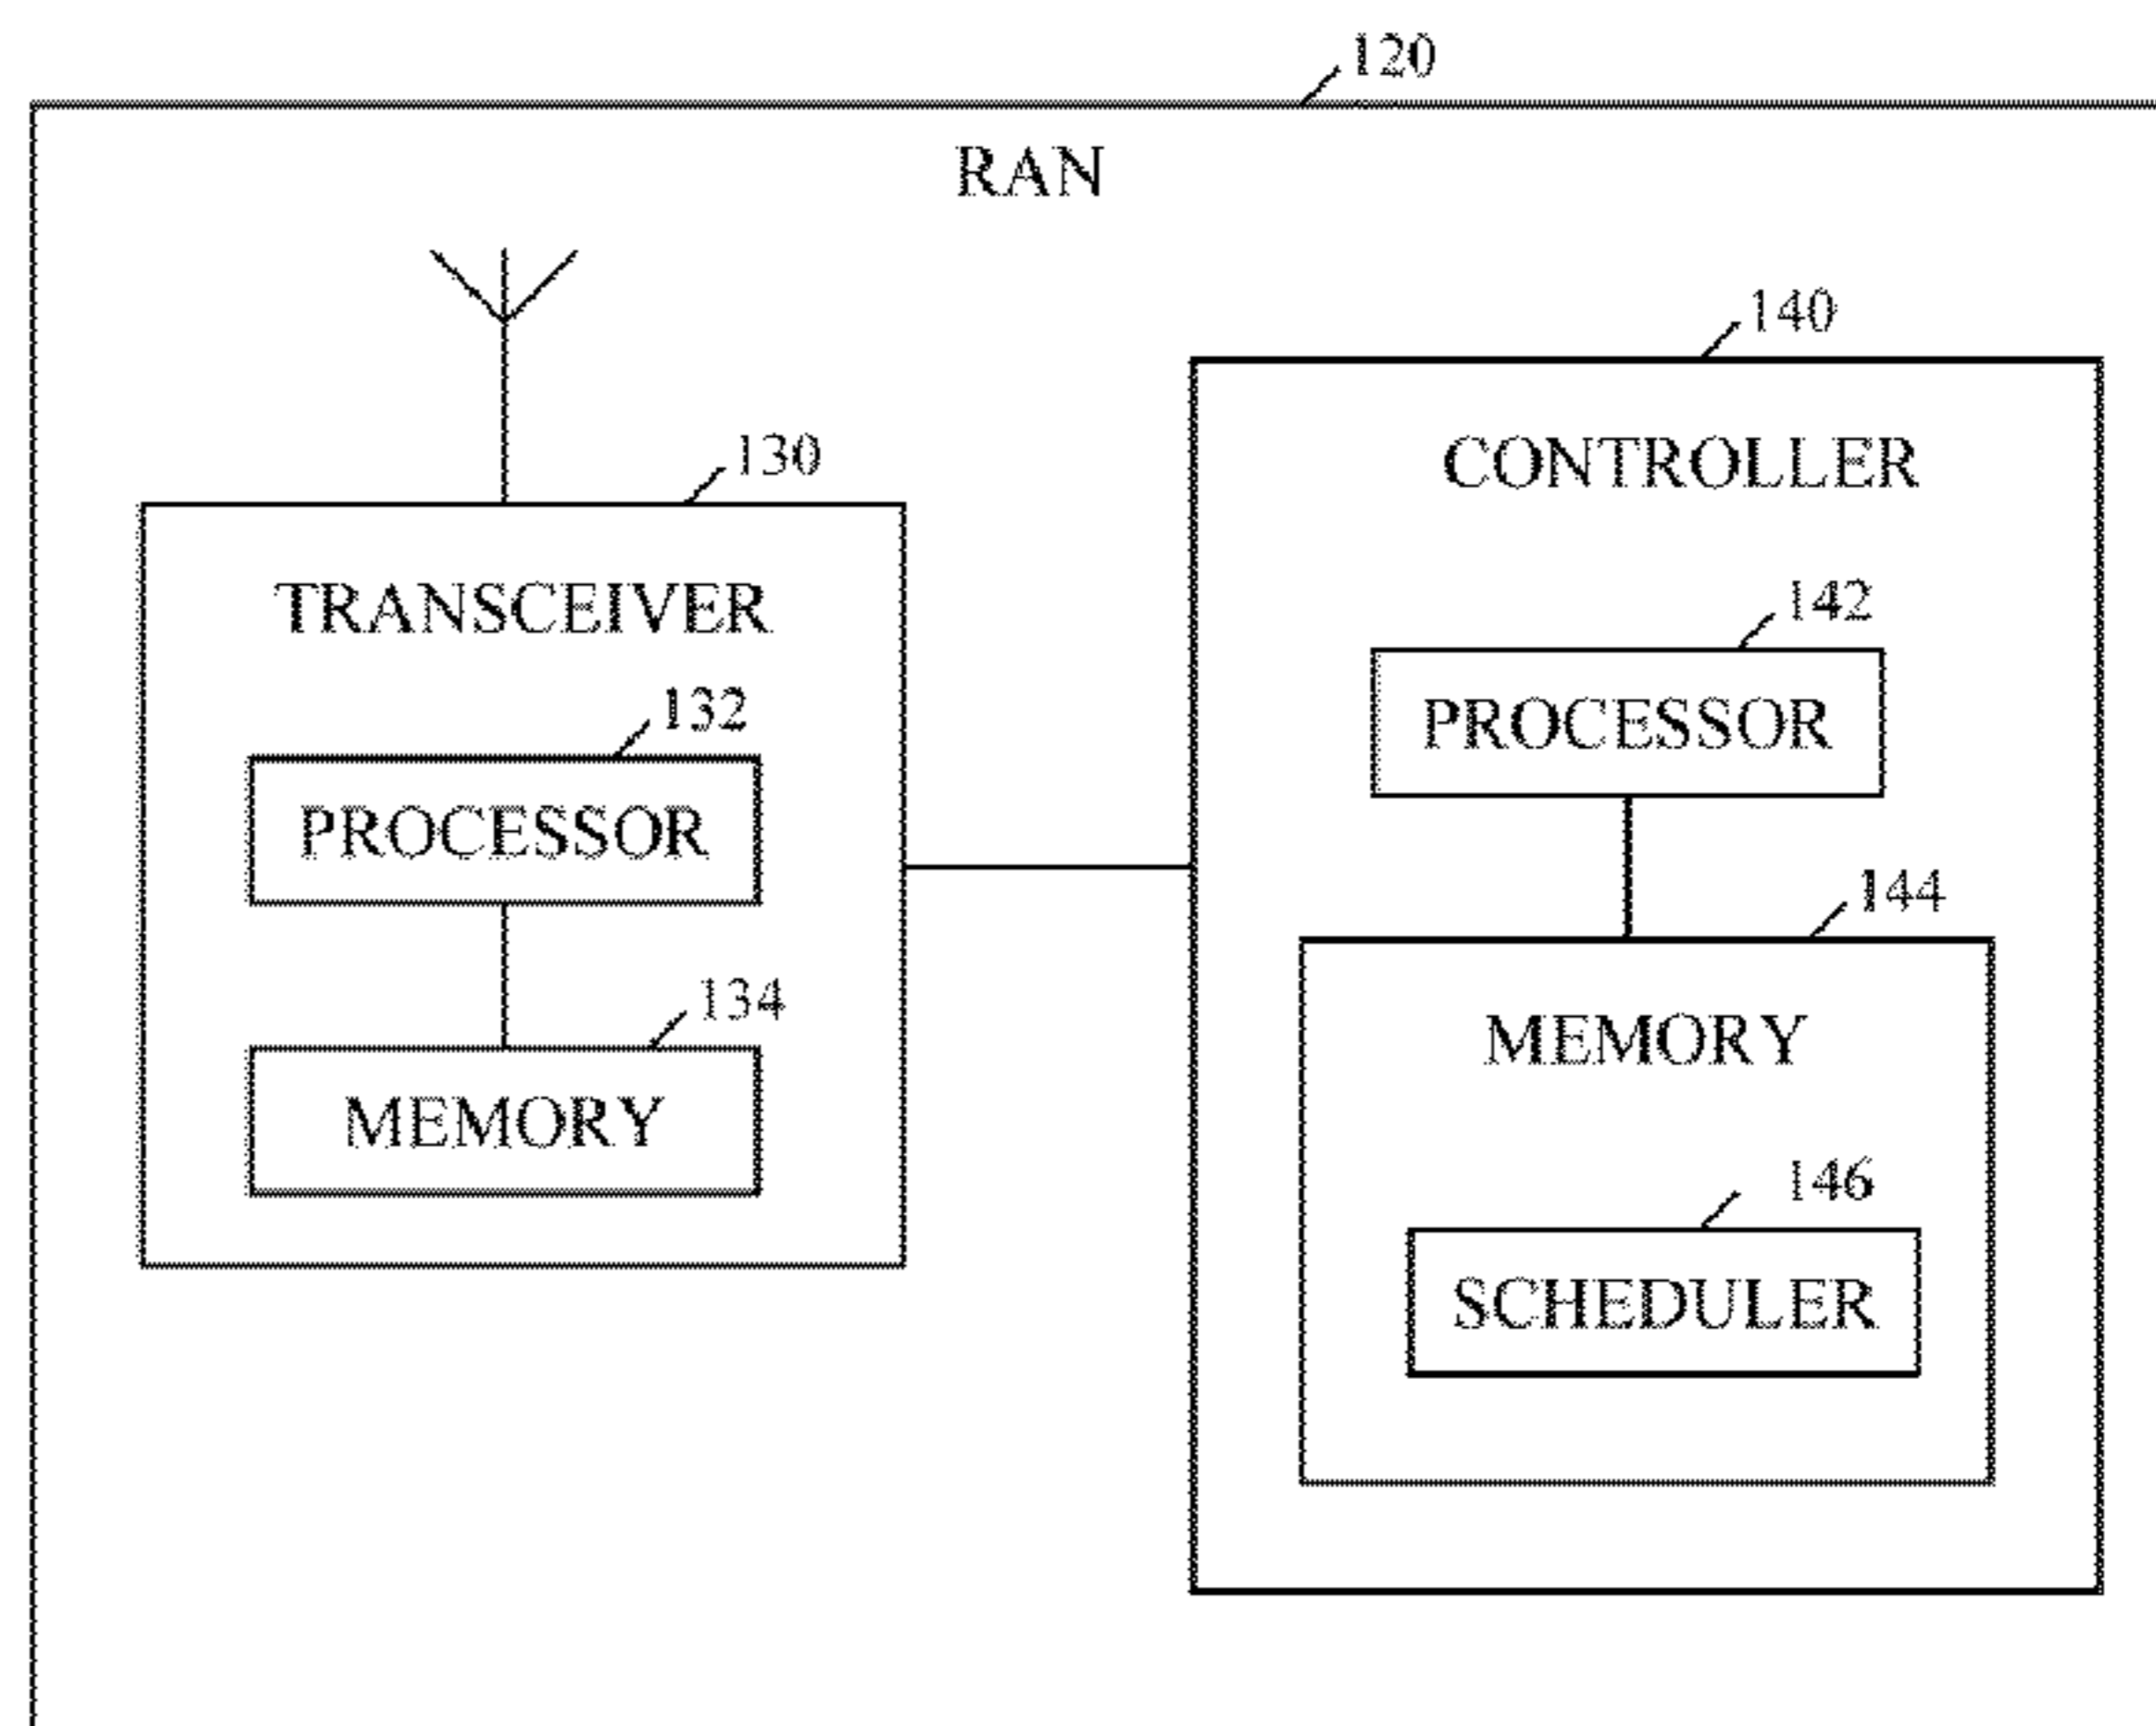 120
RAN
140
CONTROLLER
130
TRANSCEIVER
142
PROCESSOR
132
PROCESSOR
144
MEMORY
134
MEMORY
146
SCHEDULER